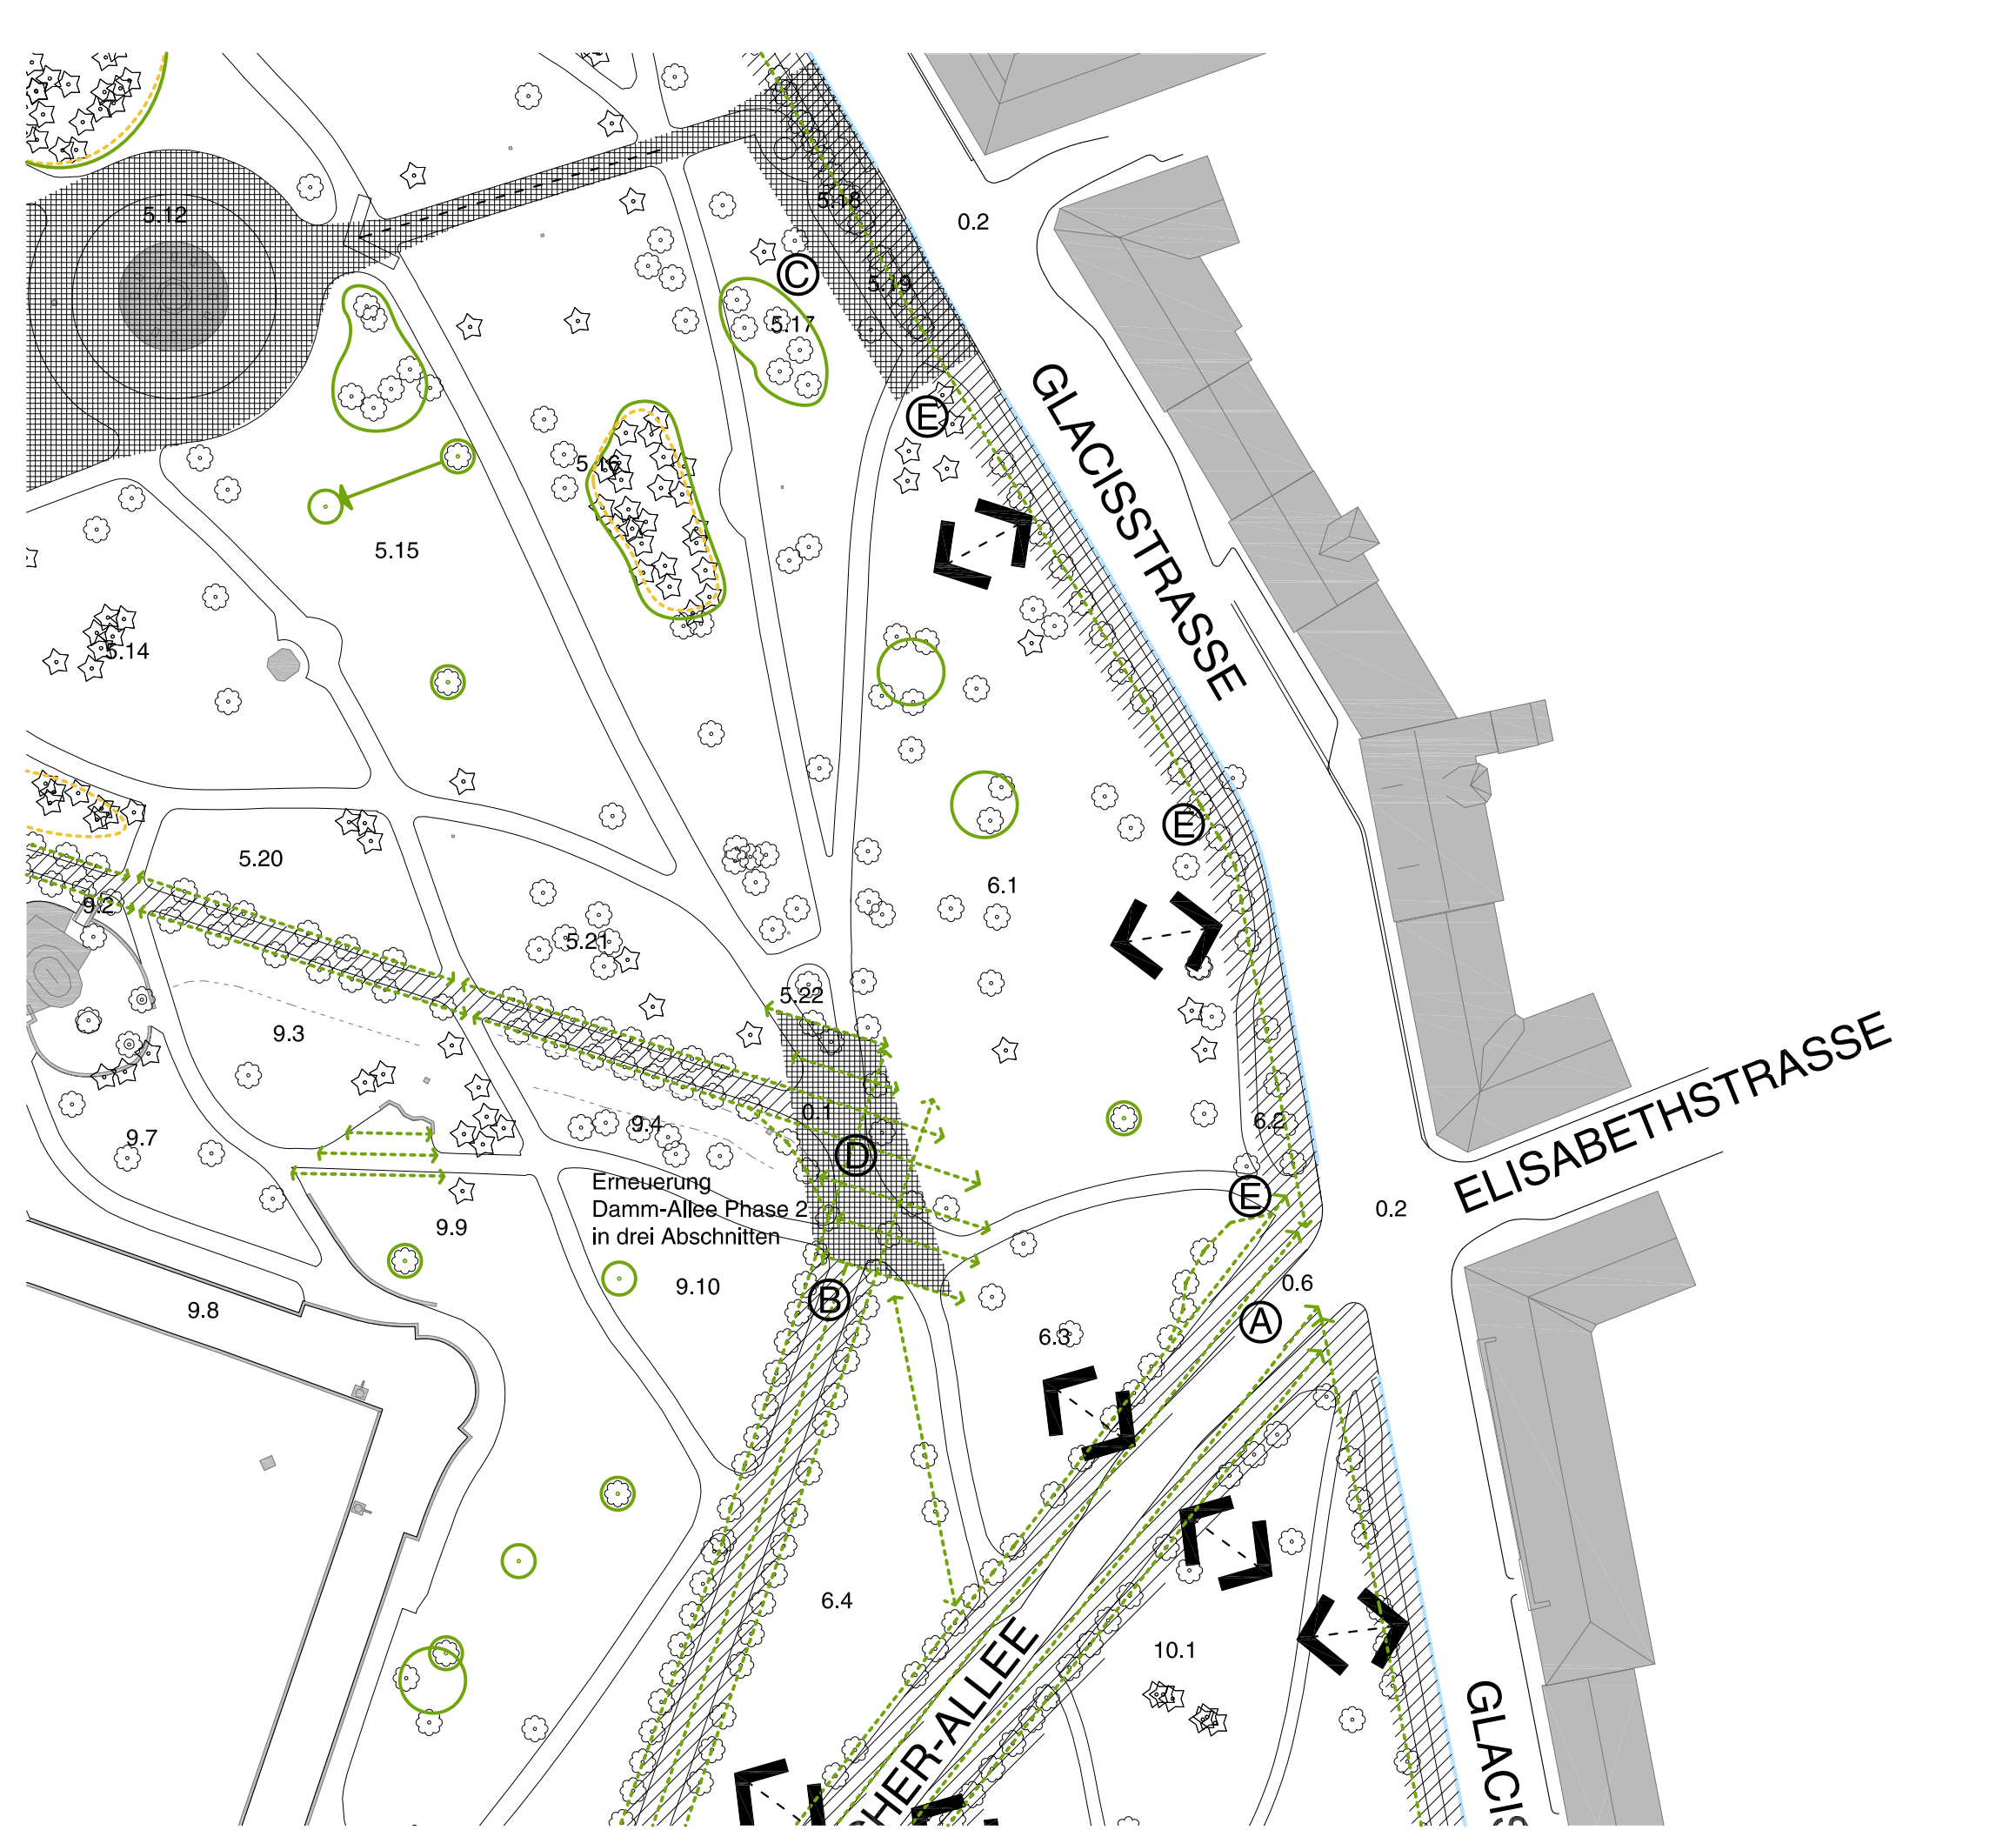 5.12
5.18
0.2
C
5.19
5.17
GLACISSTRASSE
E
5.16
5.15
5.14
E
5.20
6.1
9.2
5.21
5.22
9.3
ELISABETHSTRASSE
0.1
9.4
6.2
9.7
D
Erneuerung
Damm-Allee Phase 2
in drei Abschnitten
E
0.2
9.9
9.10
0.6
9.8
B
A
6.3
6.4
10.1
CHER-ALLEE
GLACIS